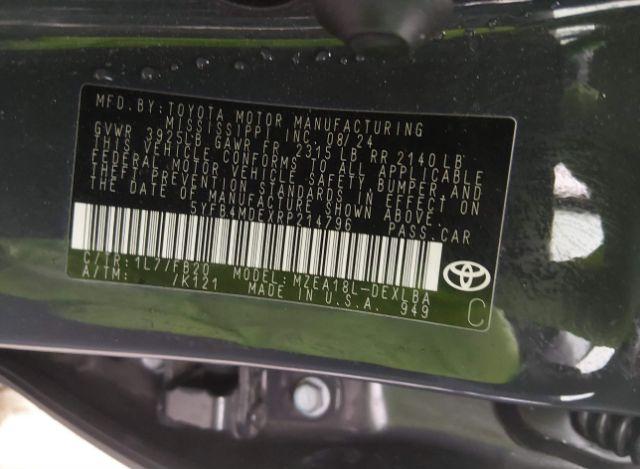 MFD. BY: TOYOTA MOTOR MANUFACTURING
MISSISSIPPI INC. 08/24
GVWR 3925LB GAWR FR 2315 LB RR 2140 LB
THIS VEHICLE CONFORMS TO ALL APPLICABLE
FEDERAL MOTOR VEHICLE SAFETY, BUMPER, AND
THEFT PREVENTION STANDARDS IN EFFECT ON
THE DATE OF MANUFACTURE SHOWN ABOVE.
5YFB4MDEXRP214796 PASS.CAR
C/TR: 1L7/FB20 MODEL: MZEA18L-DEXLBA
A/TM: /K121 MADE IN U.S.A. 949
C